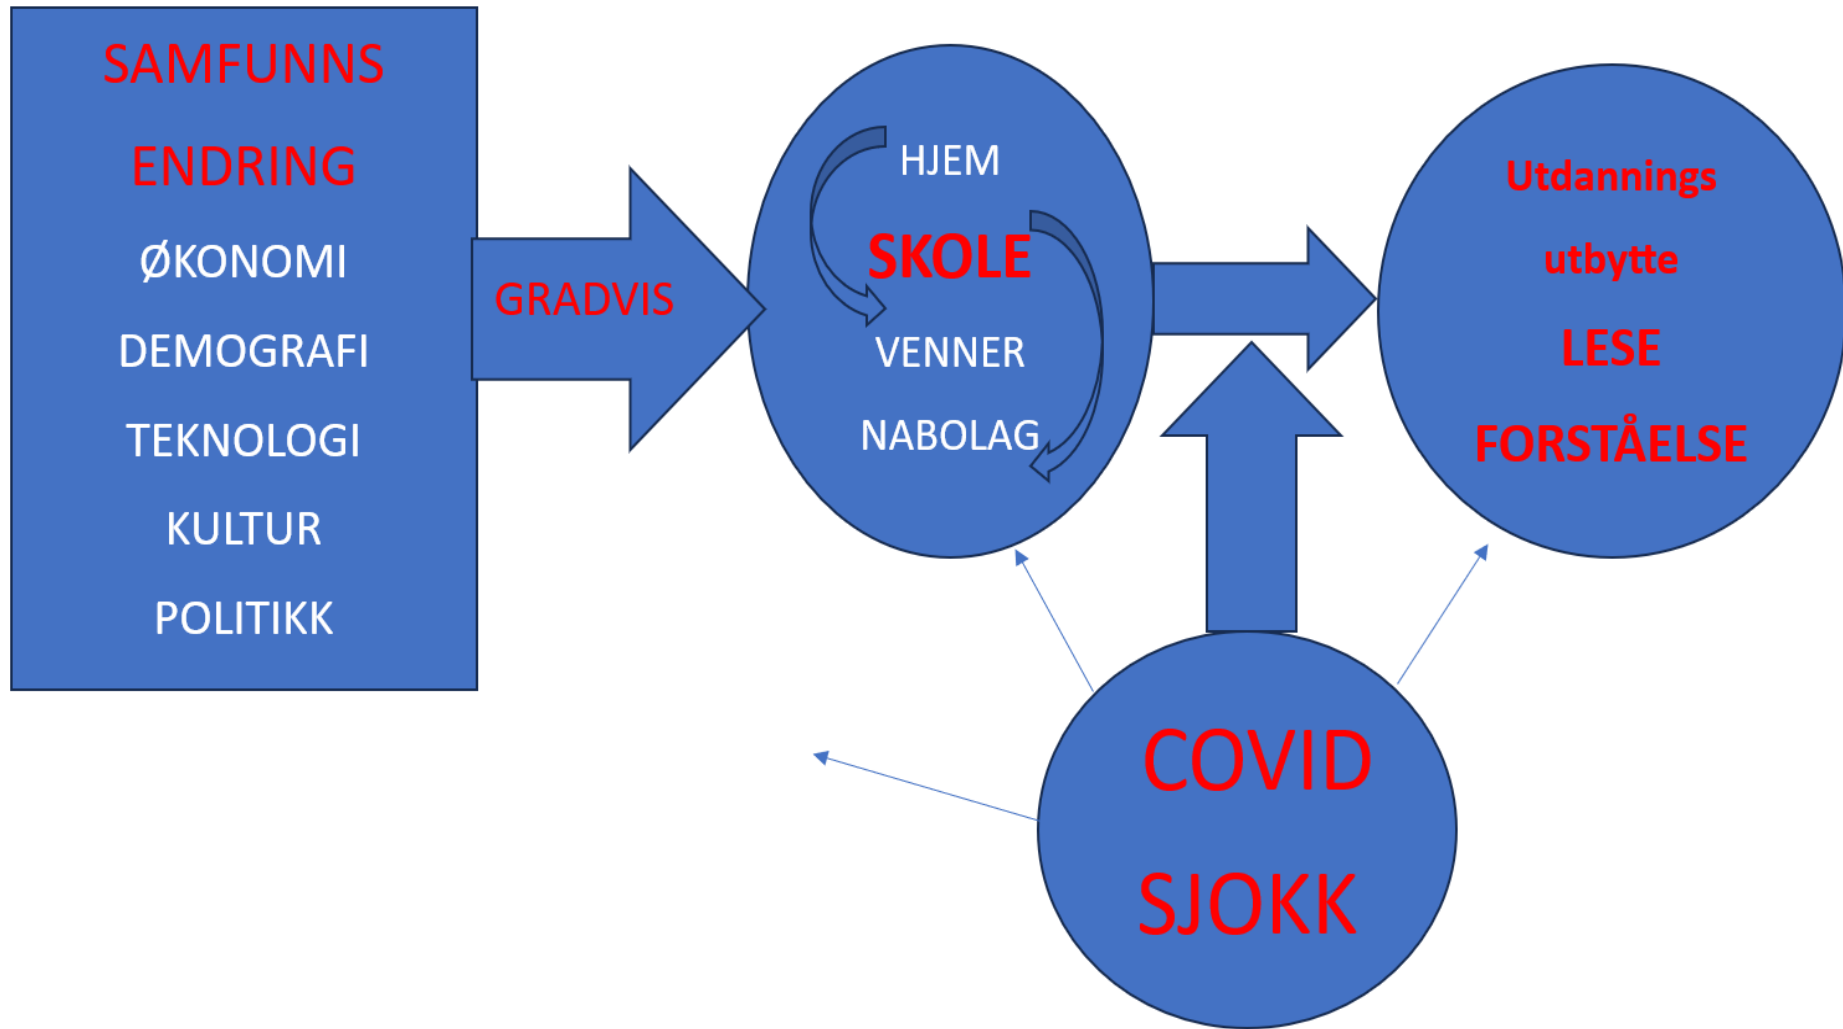 SAMFUNNS
ENDRING
ØKONOMI
DEMOGRAFI
TEKNOLOGI
KULTUR
POLITIKK
GRADVIS
HJEM
SKOLE
VENNER
NABOLAG
Utdannings
utbytte
LESE
FORSTÅELSE
COVID
SJOKK